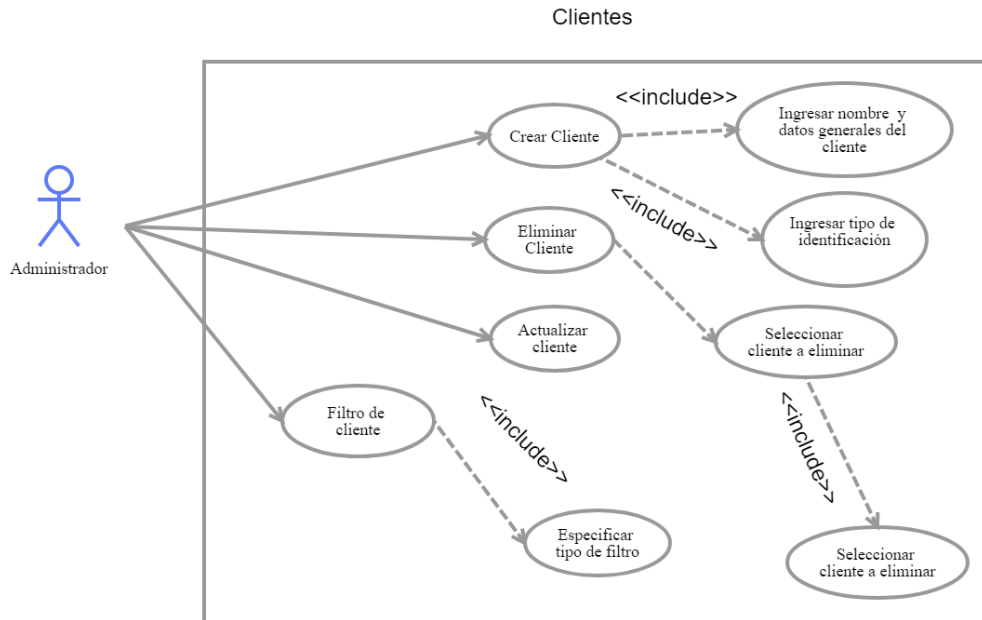 Clientes
<<include>>
Crear Cliente
Ingresar nombre y
datos generales del
cliente
<<include>>
Administrador
Eliminar
Cliente
Ingresar tipo de
identificación
Actualizar
cliente
Seleccionar
cliente a eliminar
Filtro de
cliente
<<include>>
<<include>>
Especificar
tipo de filtro
Seleccionar
cliente a eliminar